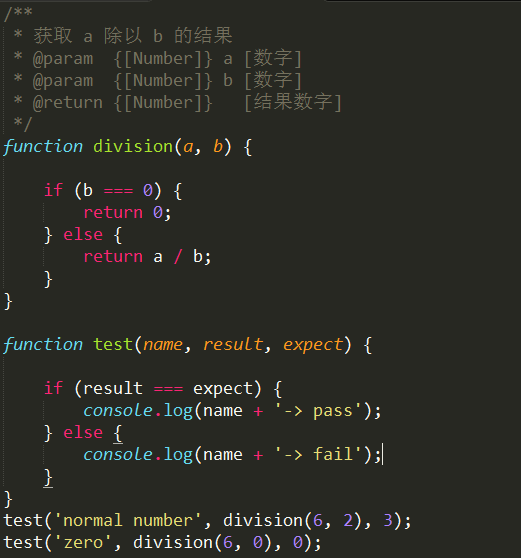 /**
 * 获取 a 除以 b 的结果
 * @param  {[Number]} a [数字]
 * @param  {[Number]} b [数字]
 * @return {[Number]}   [结果数字]
 */
function division(a, b) {
    if (b === 0) {
        return 0;
    } else {
        return a / b;
    }
}
function test(name, result, expect) {
    if (result === expect) {
        console.log(name + '-> pass');
    } else {
        console.log(name + '-> fail');
    }
}
test('normal number', division(6, 2), 3);
test('zero', division(6, 0), 0);